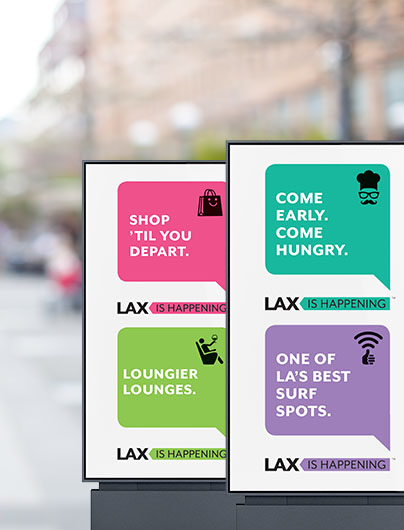 SHOP
’TIL YOU
DEPART.
LAX IS HAPPENING
LOUNGIER
LOUNGES.
LAX IS HAPPENING
COME
EARLY.
COME
HUNGRY.
LAX IS HAPPENING™
ONE OF
LA’S BEST
SURF
SPOTS.
LAX IS HAPPENING™